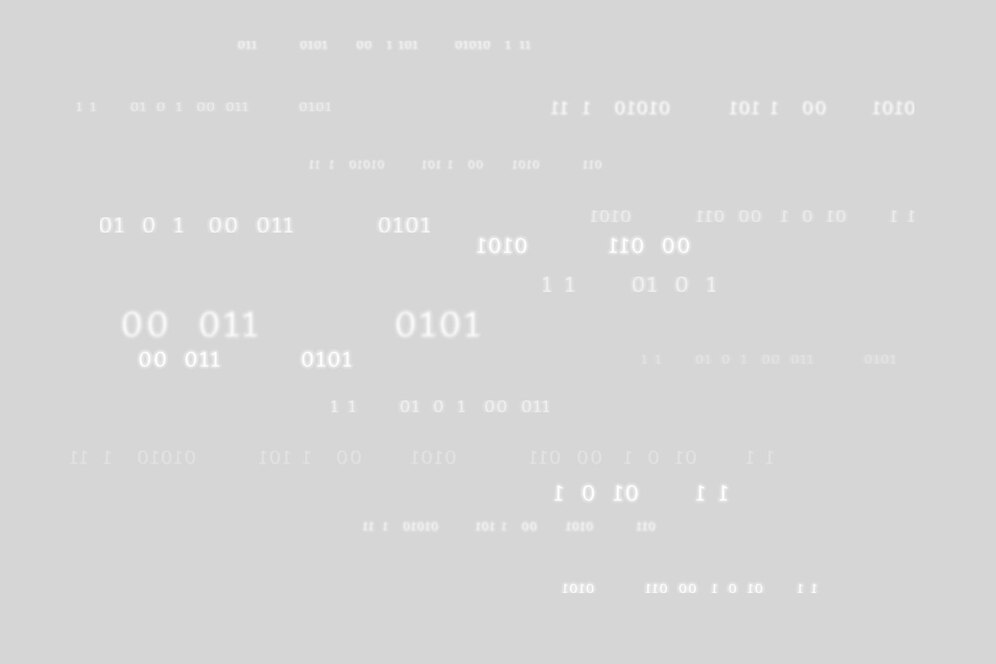 011 0101 00 1 101 01010 1 11
1 1 01 0 1 00 011 0101
11 1 01010 101 1 00 1010
11 1 01010 101 1 00 1010 110
01 0 1 00 011 0101
1010 110 00 1 0 10 1 1
1010 110 00
1 1 01 0 1
00 011 0101
00 011 0101
1 1 01 0 1 00 011 0101
1 1 01 0 1 00 011
11 1 01010 101 1 00 1010 110 00 1 0 10 1 1
1 0 10 1 1
11 1 01010 101 1 00 1010 110
1010 110 00 1 0 10 1 1